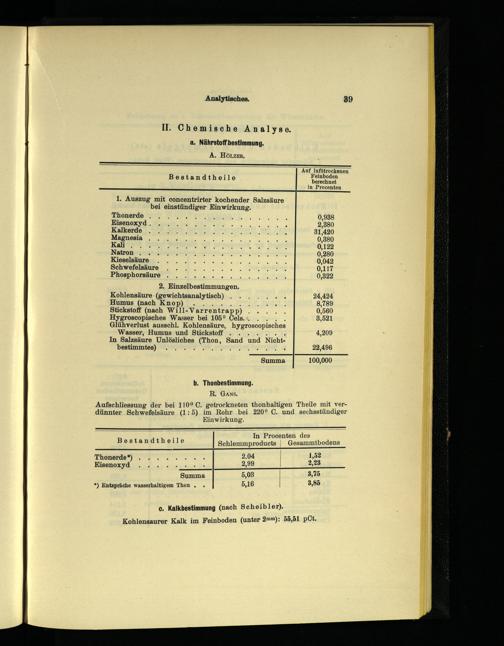 Analytisches. 39
II. Chemische Analyse.
a. Nährstoffbestimmung.
A. HÖLZER.
Bestandtheile
Auf lufttrockenen
Feinboden
berechnet
in Procenten
1. Auszug mit concentrirter kochender Salzsäure
bei einstündiger Einwirkung.
Thonerde . . . . . . . . . . . . . 0,938
Eisenoxyd . . . . . . . . . . . . . 2,380
Kalkerde . . . . . . . . . . . . . 31,420
Magnesia . . . . . . . . . . . . . 0,380
Kali . . . . . . . . . . . . . 0,122
Natron . . . . . . . . . . . . . 0,280
Kieselsäure . . . . . . . . . . . . 0,042
Schwefelsäure . . . . . . . . . . . 0,117
Phosphorsäure . . . . . . . . . . . 0,322
2. Einzelbestimmungen.
Kohlensäure (gewichtsanalytisch) . . . . . . 24,424
Humus (nach Knop) . . . . . . . . 8,789
Stickstoff (nach Will-Varrentrapp) . . . . . 0,560
Hygroscopisches Wasser bei 105° Cels. . . . . 3,521
Glühverlust ausschl. Kohlensäure, hygroscopisches
Wasser, Humus und Stickstoff . . . . . . 4,209
In Salzsäure Unlösliches (Thon, Sand und Nicht-
bestimmtes) . . . . . . . . . . . 22,496
Summa 100,000
b. Thonbestimmung.
R. GANS.
Aufschliessung der bei 110° C. getrockneten thonhaltigen Theile mit ver-
dünnter Schwefelsäure (1:5) im Rohr bei 220° C. und sechsstündiger
Einwirkung.
Bestandtheile
In Procenten des
Schlemmproducts Gesammtbodens
Thonerde*) . . . . . . 2,04 1,52
Eisenoxyd . . . . . . 2,99 2,23
Summa 5,03 3,75
*) Entspräche wasserhaltigem Thon . . 5,16 3,85
c. Kalkbestimmung (nach Scheibler).
Kohlensaurer Kalk im Feinboden (unter 2mm): 55,51 pCt.